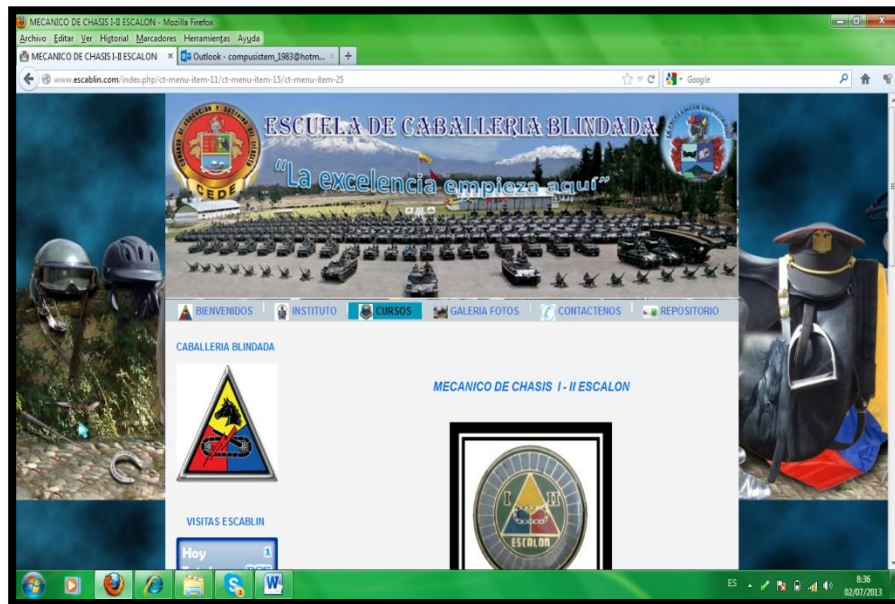 MECANICO DE CHASIS I-II ESCALON - Mozilla Firefox
Archivo Editar Ver Historial Marcadores Herramientas Ayuda
MECANICO DE CHASIS I-II ESCALON × Outlook - compusistem_1983@hotm... × +
www.escablin.com/index.php/ct-menu-item-11/ct-menu-item-15/ct-menu-item-25 Google
ESCUELA DE CABALLERIA BLINDADA
"La excelencia empieza aquí"
CEDE
BIENVENIDOS INSTITUTO CURSOS GALERIA FOTOS CONTACTENOS REPOSITORIO
CABALLERIA BLINDADA
MECANICO DE CHASIS I - II ESCALON
I II
ESCALON
VISITAS ESCABLIN
Hoy 1
ES 8:36
02/07/2013